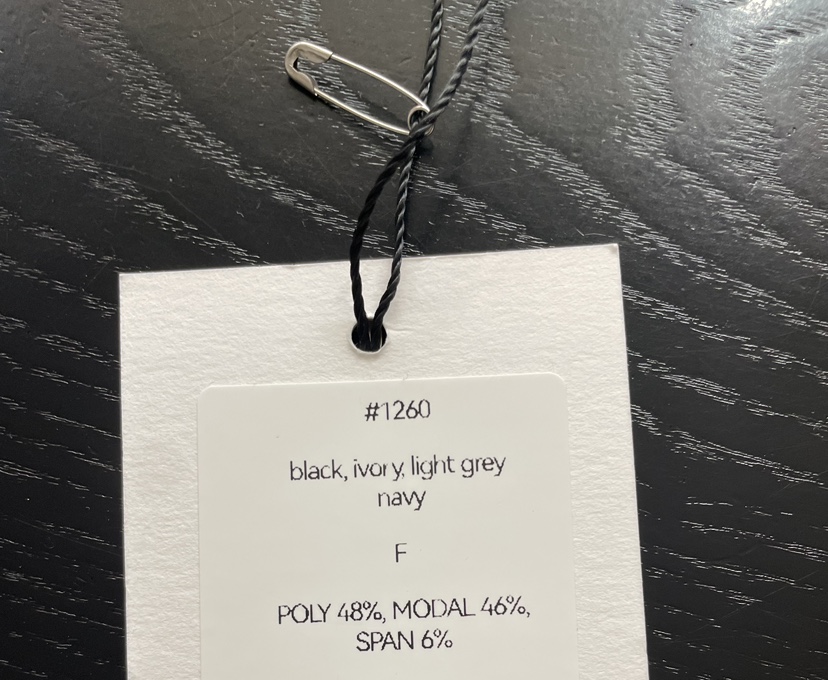 #1260
black, ivory, light grey
navy
F
POLY 48%, MODAL 46%,
SPAN 6%